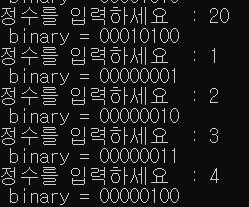 정수를 입력하세요 : 20
binary = 00010100
정수를 입력하세요 : 1
binary = 00000001
정수를 입력하세요 : 2
binary = 00000010
정수를 입력하세요 : 3
binary = 00000011
정수를 입력하세요 : 4
binary = 00000100